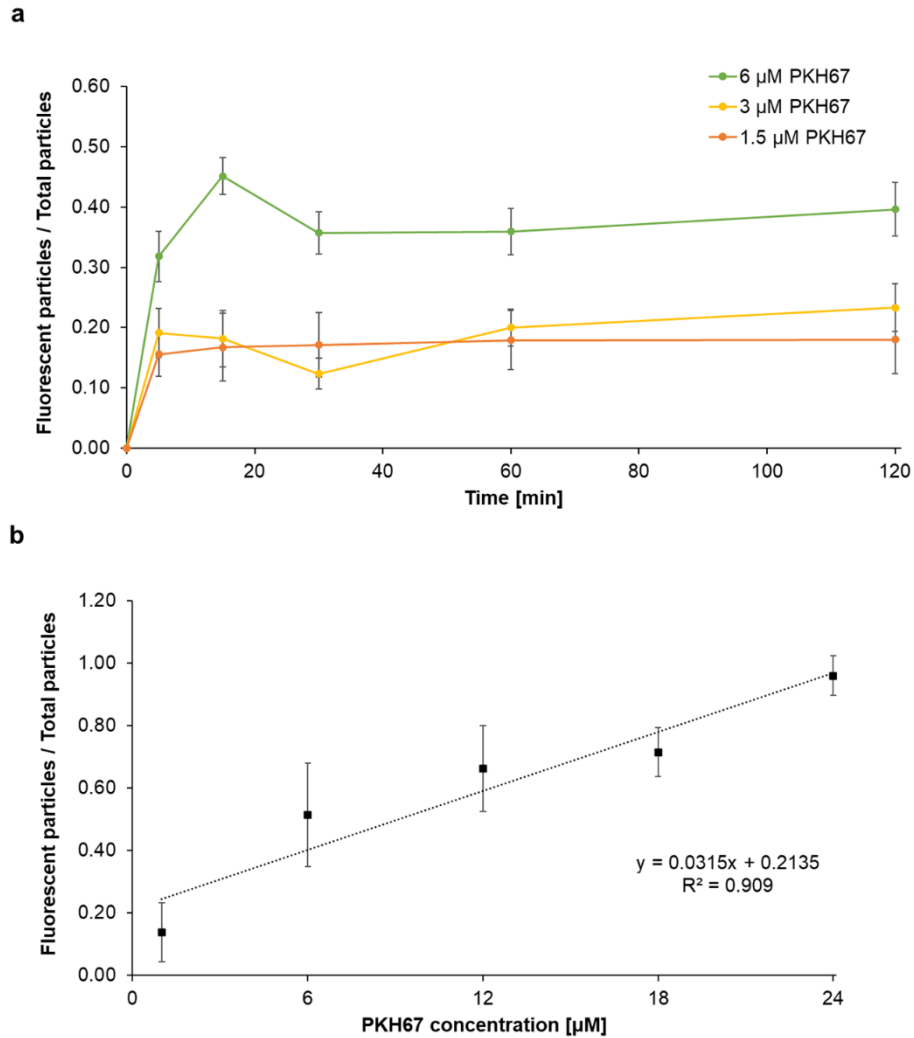 a
Fluorescent particles / Total particles
0.60
0.50
0.40
0.30
0.20
0.10
0.00
6 µM PKH67
3 µM PKH67
1.5 µM PKH67
0 20 40 60 80 100 120
Time [min]
b
Fluorescent particles / Total particles
1.20
1.00
0.80
0.60
0.40
0.20
0.00
y = 0.0315x + 0.2135
R² = 0.909
0 6 12 18 24
PKH67 concentration [µM]